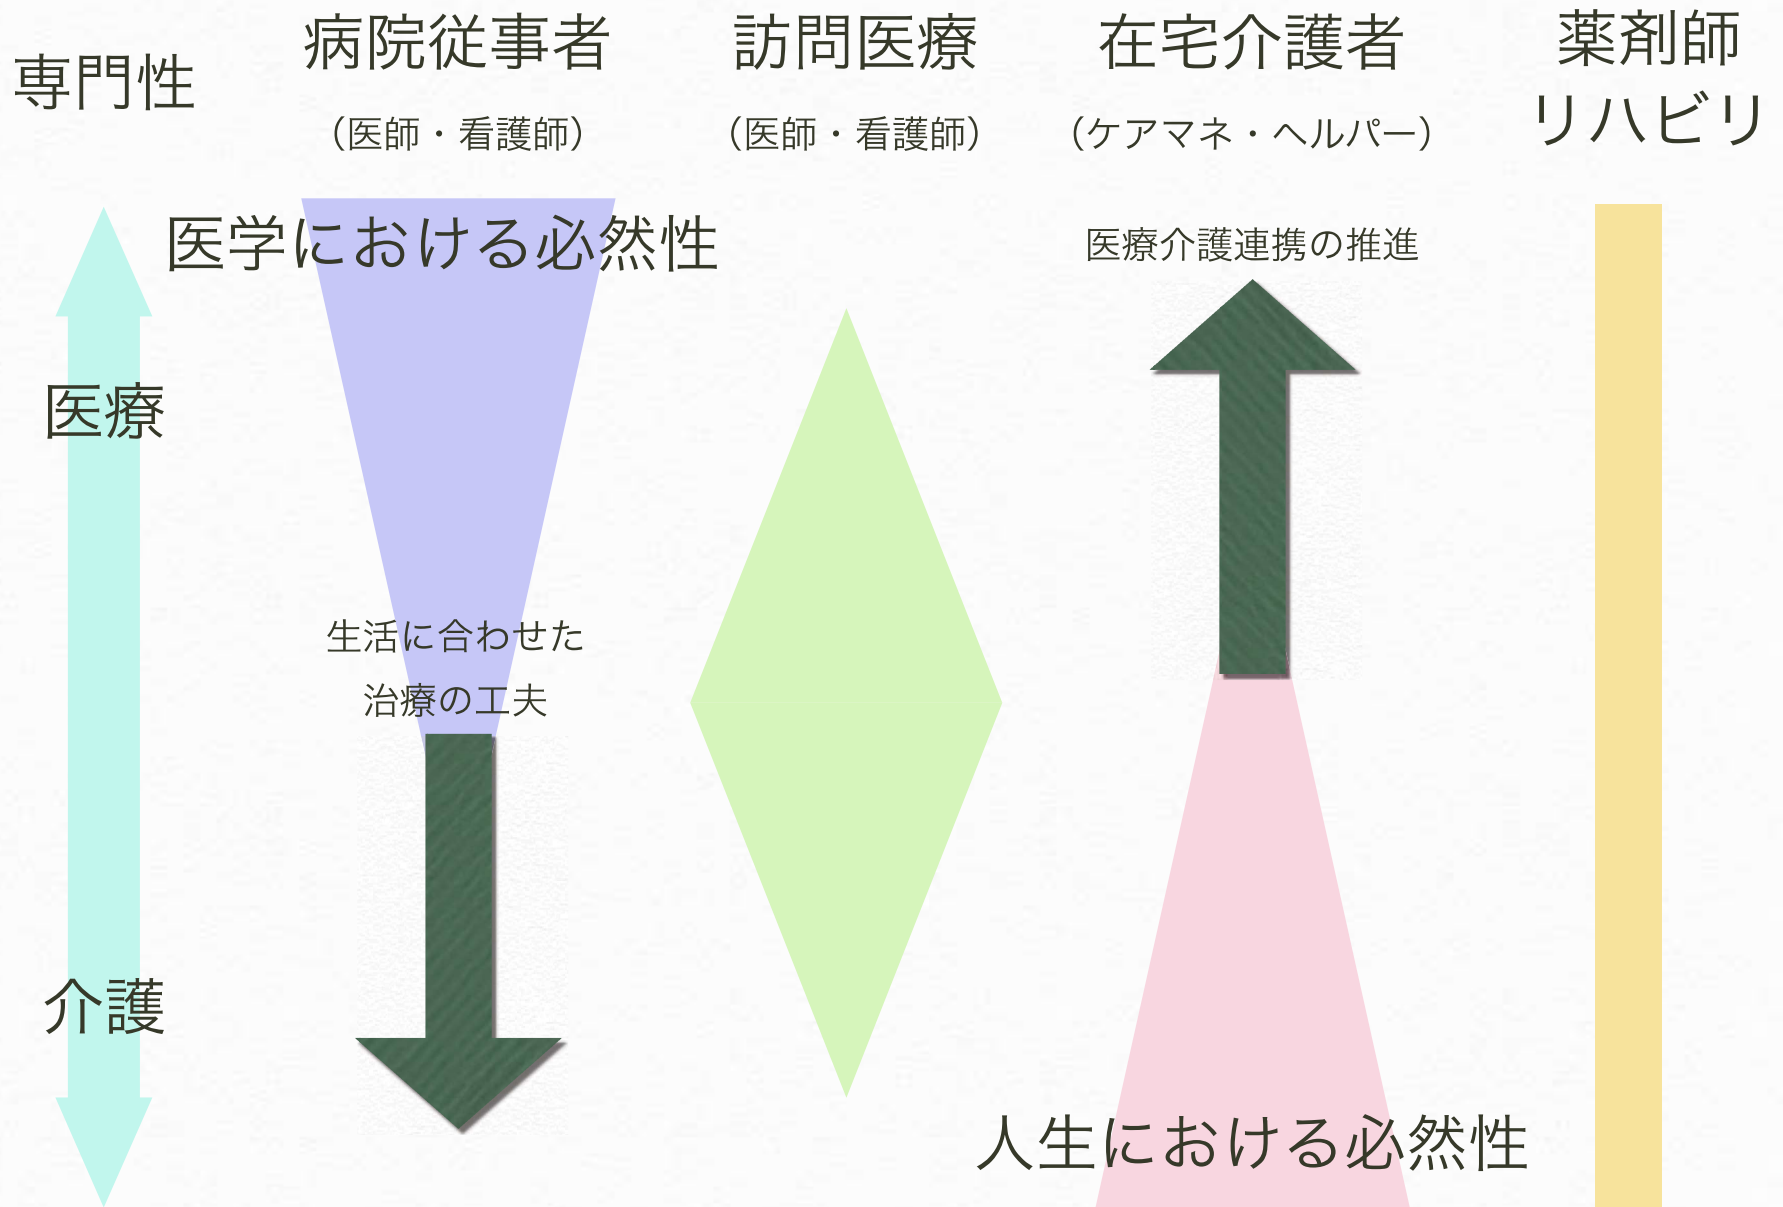 専門性
病院従事者
（医師・看護師）
訪問医療
（医師・看護師）
在宅介護者
（ケアマネ・ヘルパー）
薬剤師
リハビリ
医学における必然性
医療介護連携の推進
医療
生活に合わせた
治療の工夫
介護
人生における必然性